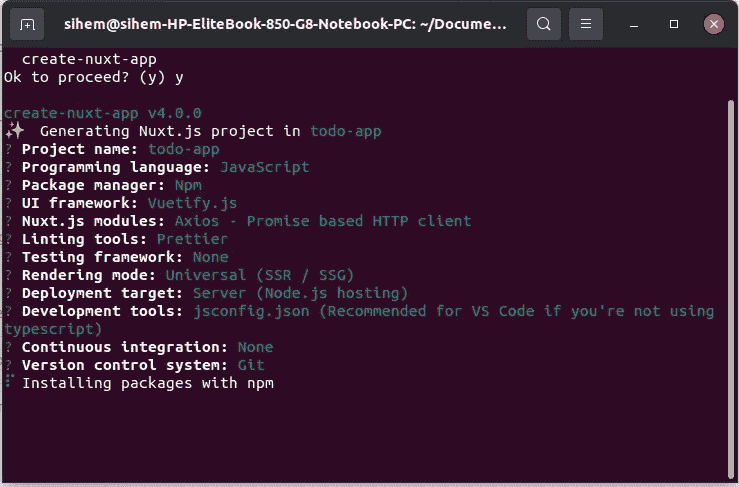 sihem@sihem-HP-EliteBook-850-G8-Notebook-PC: ~/Docume...
create-nuxt-app
Ok to proceed? (y) y
create-nuxt-app v4.0.0
✨ Generating Nuxt.js project in todo-app
? Project name: todo-app
? Programming language: JavaScript
? Package manager: Npm
? UI framework: Vuetify.js
? Nuxt.js modules: Axios - Promise based HTTP client
? Linting tools: Prettier
? Testing framework: None
? Rendering mode: Universal (SSR / SSG)
? Deployment target: Server (Node.js hosting)
? Development tools: jsconfig.json (Recommended for VS Code if you're not using
typescript)
? Continuous integration: None
? Version control system: Git
⠏ Installing packages with npm